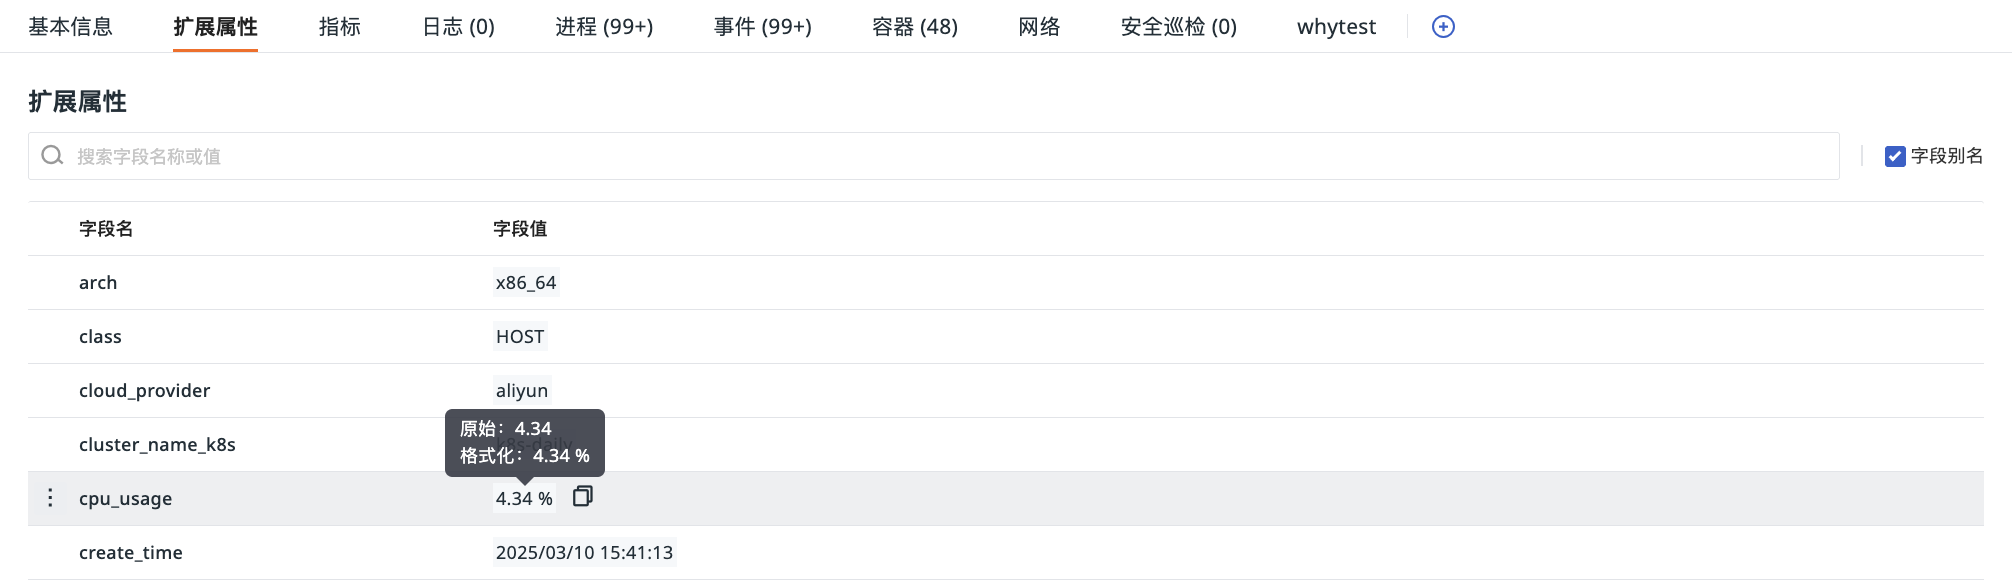 基本信息 扩展属性 指标 日志 (0) 进程 (99+) 事件 (99+) 容器 (48) 网络 安全巡检 (0) whytest
扩展属性
搜索字段名称或值 字段别名
字段名 字段值
arch x86_64
class HOST
cloud_provider aliyun
原始：4.34
cluster_name_k8s k8s-daily
格式化：4.34 %
cpu_usage 4.34 %
create_time 2025/03/10 15:41:13